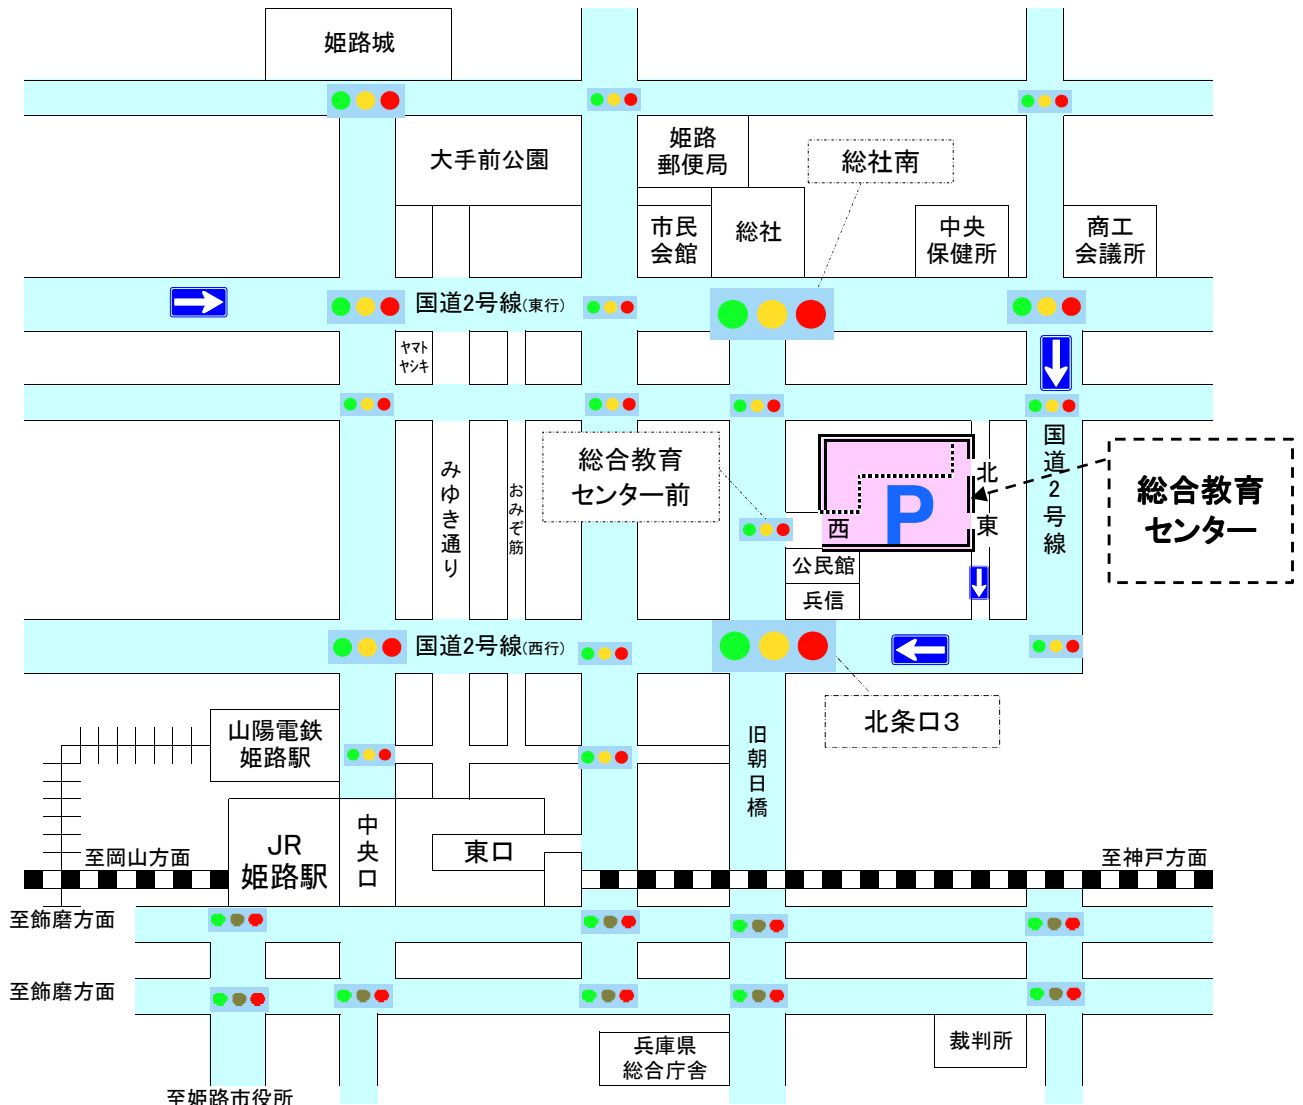 姫路城
大手前公園
姫路
郵便局
総社南
市民
会館
総社
中央
保健所
商工
会議所
国道2号線(東行)
ヤマト
ヤシキ
総合教育
センター前
みゆき通り
おみぞ筋
国道2号線
北
東
西
P
総合教育
センター
公民館
兵信
国道2号線(西行)
北条口3
山陽電鉄
姫路駅
旧朝日橋
JR
姫路駅
中央口
東口
至岡山方面
至神戸方面
至飾磨方面
至飾磨方面
兵庫県
総合庁舎
裁判所
至姫路市役所